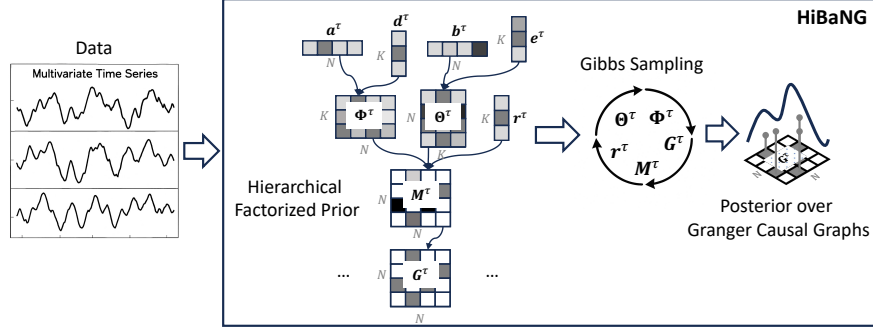 HiBaNG
Data
Multivariate Time Series
a^τ
d^τ
b^τ
e^τ
N
K
N
K
Φ^τ
Θ^τ
r^τ
K
K
N
K
Hierarchical
Factorized Prior
M^τ
N
N
...
G^τ
...
N
N
Gibbs Sampling
Θ^τ
Φ^τ
r^τ
G^τ
M^τ
G
N
N
Posterior over
Granger Causal Graphs